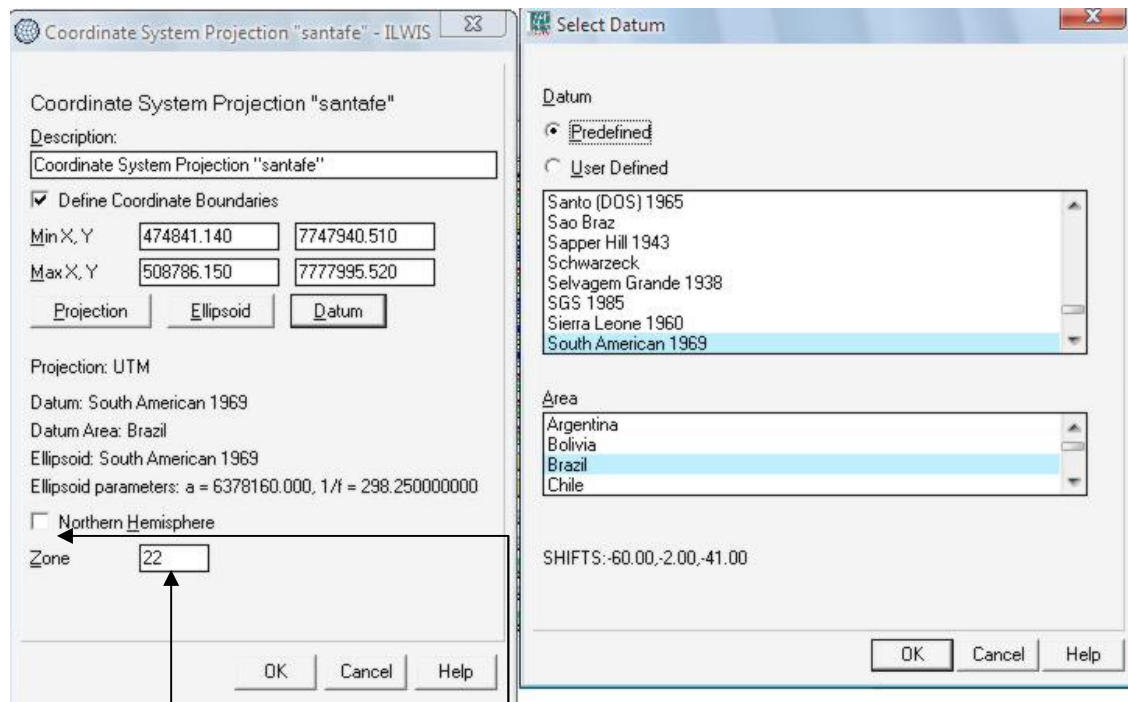 Coordinate System Projection "santafe" - ILWIS
Coordinate System Projection "santafe"
Description:
Coordinate System Projection "santafe"
Define Coordinate Boundaries
Min X, Y 474841.140 7747940.510
Max X, Y 508786.150 7777995.520
Projection Ellipsoid Datum
Projection: UTM
Datum: South American 1969
Datum Area: Brazil
Ellipsoid: South American 1969
Ellipsoid parameters: a = 6378160.000, 1/f = 298.250000000
Northern Hemisphere
Zone 22
OK Cancel Help
Select Datum
Datum
Predefined
User Defined
Santo (DOS) 1965
Sao Braz
Sapper Hill 1943
Schwarzeck
Selvagem Grande 1938
SGS 1985
Sierra Leone 1960
South American 1969
Area
Argentina
Bolivia
Brazil
Chile
SHIFTS:-60.00,-2.00,-41.00
OK Cancel Help